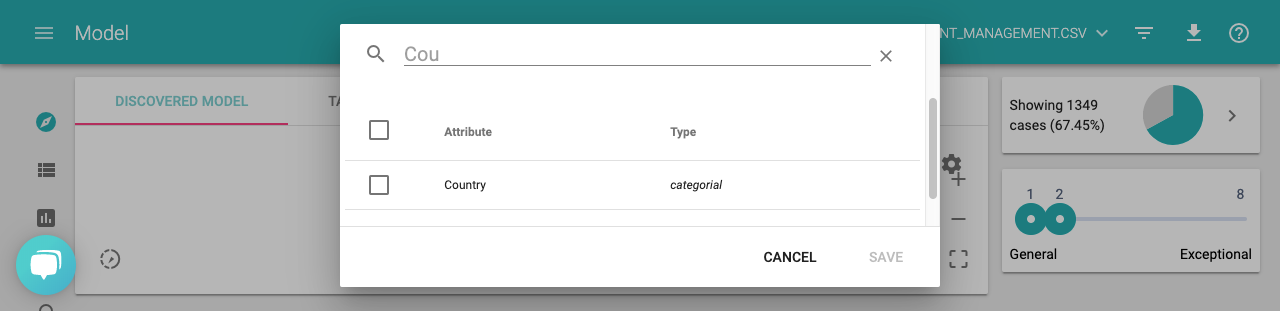 Model
NT_MANAGEMENT.CSV
Cou
DISCOVERED MODEL
TA
Attribute
Type
Country
categorial
CANCEL
SAVE
Showing 1349
cases (67.45%)
1
2
8
General
Exceptional